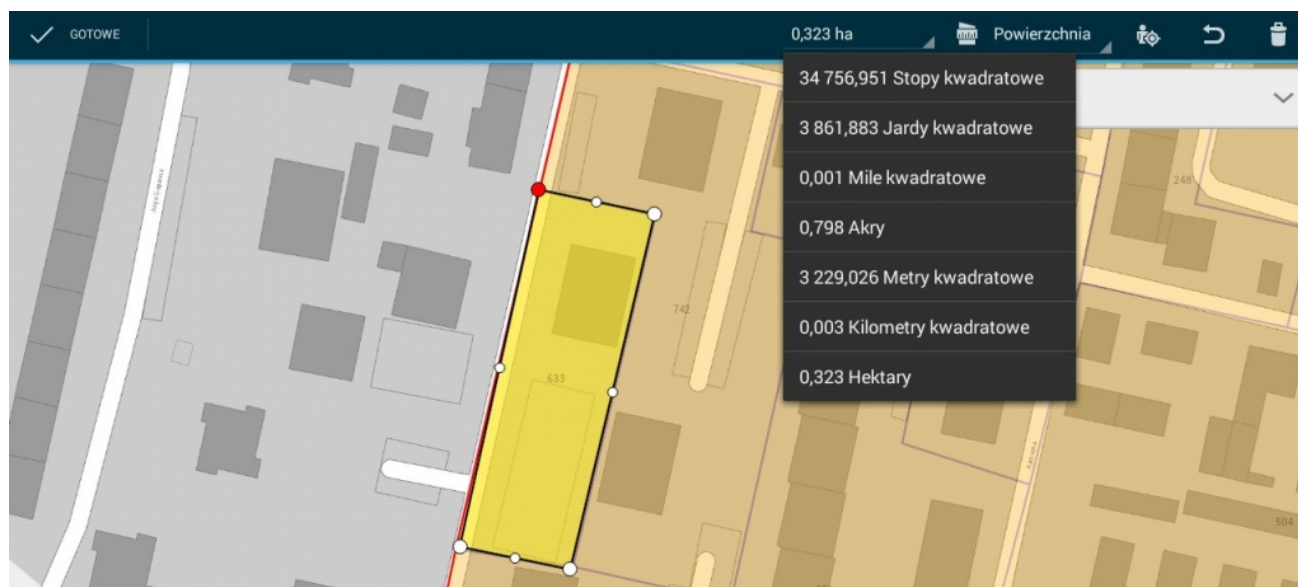 GOTOWE
0,323 ha
Powierzchnia
34 756,951 Stopy kwadratowe
3 861,883 Jardy kwadratowe
0,001 Mile kwadratowe
0,798 Akry
3 229,026 Metry kwadratowe
0,003 Kilometry kwadratowe
0,323 Hektary
248
742
633
504